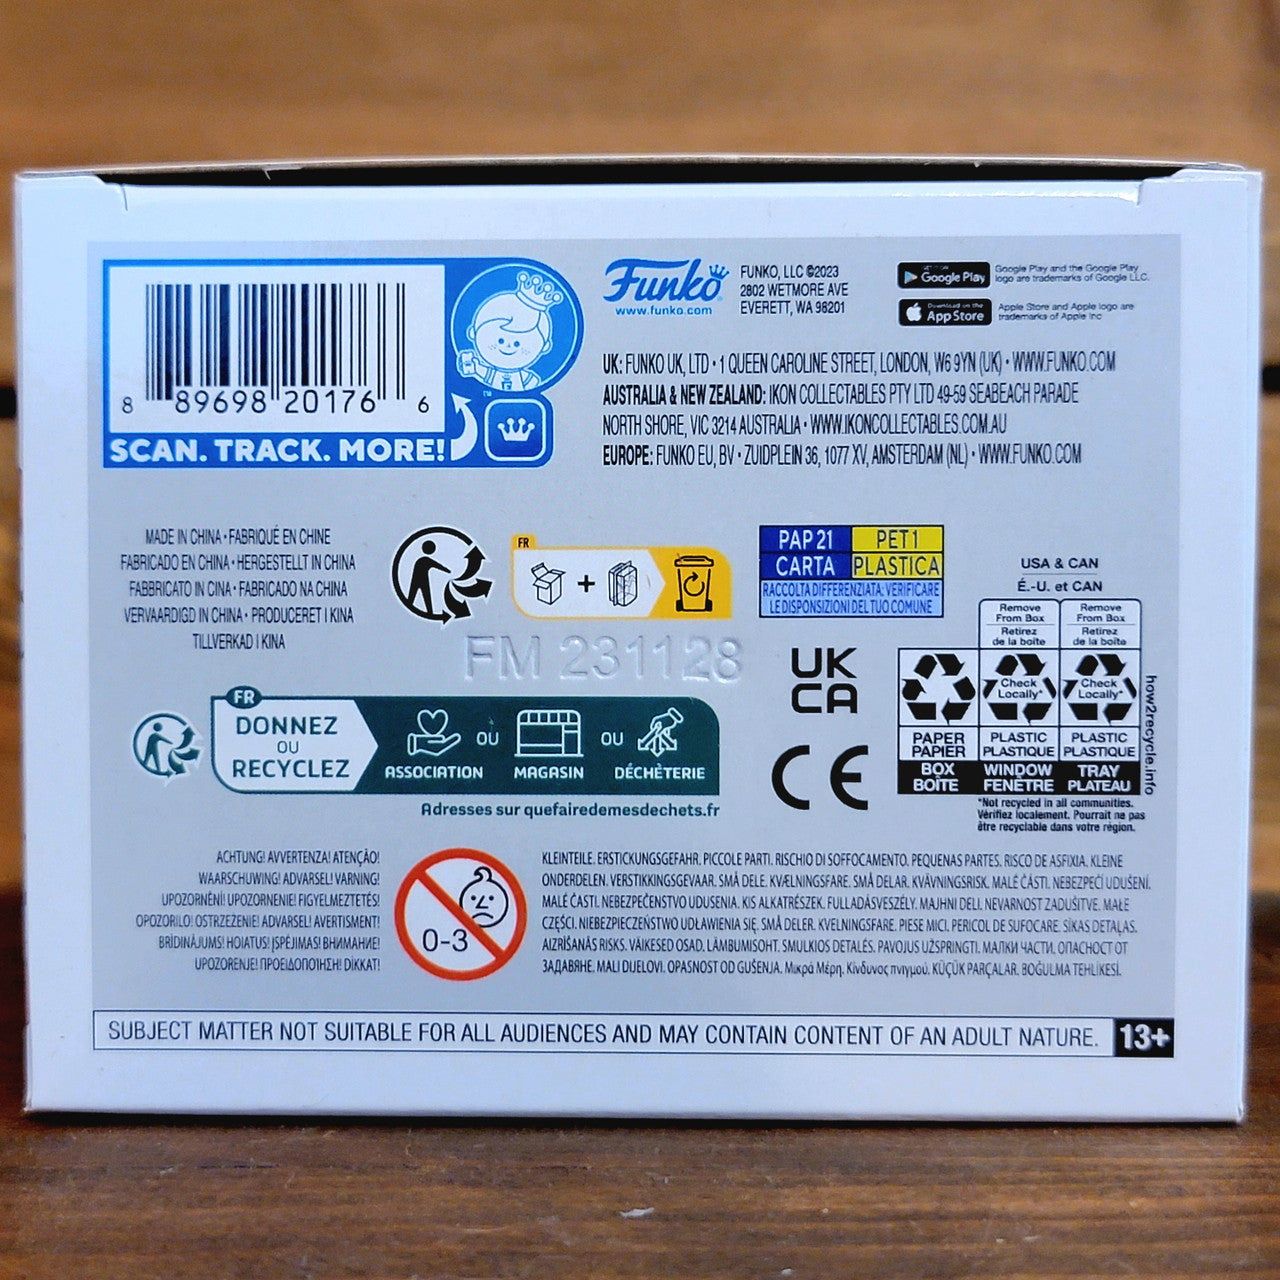 8 89698 20176 6
SCAN. TRACK. MORE!
™
Funko
www.funko.com
FUNKO, LLC ©2023
2802 WETMORE AVE
EVERETT, WA 98201
GET IT ON
Google Play
Google Play and the Google Play
logo are trademarks of Google LLC.
Download on the
App Store
Apple Store and Apple logo are
trademarks of Apple Inc
UK: FUNKO UK, LTD • 1 QUEEN CAROLINE STREET, LONDON, W6 9YN (UK) • WWW.FUNKO.COM
AUSTRALIA & NEW ZEALAND: IKON COLLECTABLES PTY LTD 49-59 SEABEACH PARADE
NORTH SHORE, VIC 3214 AUSTRALIA • WWW.IKONCOLLECTABLES.COM.AU
EUROPE: FUNKO EU, BV • ZUIDPLEIN 36, 1077 XV, AMSTERDAM (NL) • WWW.FUNKO.COM
MADE IN CHINA • FABRIQUÉ EN CHINE
FABRICADO EN CHINA • HERGESTELLT IN CHINA
FABBRICATO IN CINA • FABRICADO NA CHINA
VERVAARDIGD IN CHINA • PRODUCERET I KINA
TILLVERKAD I KINA
FR
+
PAP 21
PET 1
CARTA
PLASTICA
RACCOLTA DIFFERENZIATA: VERIFICARE
LE DISPOSIZIONI DEL TUO COMUNE
FM 231128
UK
CA
CE
USA & CAN
É.-U. et CAN
Remove
From Box
Retirez
de la boîte
Remove
From Box
Retirez
de la boîte
Check
Locally*
Check
Locally*
PAPER
PAPIER
PLASTIC
PLASTIQUE
PLASTIC
PLASTIQUE
BOX
BOÎTE
WINDOW
FENÊTRE
TRAY
PLATEAU
how2recycle.info
*Not recycled in all communities.
Vérifiez localement. Pourrait ne pas
être recyclable dans votre région.
FR
DONNEZ
OU
RECYCLEZ
ASSOCIATION
OU
MAGASIN
OU
DÉCHÈTERIE
Adresses sur quefairedemesdechets.fr
ACHTUNG! AVVERTENZA! ATENÇÃO!
WAARSCHUWING! ADVARSEL! VARNING!
UPOZORNĚNÍ! UPOZORNENIE! FIGYELMEZTETÉS!
OPOZORILO! OSTRZEŻENIE! ADVARSEL! AVERTISMENT!
BRĪDINĀJUMS! HOIATUS! ĮSPĖJIMAS! ВНИМАНИЕ!
UPOZORENJE! ΠΡΟΕΙΔΟΠΟΙΗΣΗ! DİKKAT!
0-3
KLEINTEILE. ERSTICKUNGSGEFAHR. PICCOLE PARTI. RISCHIO DI SOFFOCAMENTO. PEQUENAS PARTES. RISCO DE ASFIXIA. KLEINE
ONDERDELEN. VERSTIKKINGSGEVAAR. SMÅ DELE. KVÆLNINGSFARE. SMÅ DELAR. KVÄVNINGSRISK. MALÉ ČÁSTI. NEBEZPEČÍ UDUŠENÍ.
MALÉ ČASTI. NEBEZPEČENSTVO UDUSENIA. KIS ALKATRÉSZEK. FULLADÁSVESZÉLY. MAJHNI DELI. NEVARNOST ZADUŠITVE. MAŁE
CZĘŚCI. NIEBEZPIECZEŃSTWO UDŁAWIENIA SIĘ. SMÅ DELER. KVELNINGSFARE. PIESE MICI. PERICOL DE SUFOCARE. SĪKAS DETAĻAS.
AIZRĪŠANĀS RISKS. VÄIKESED OSAD. LÄMBUMISOHT. SMULKIOS DETALĖS. PAVOJUS UŽSPRINGTI. МАЛКИ ЧАСТИ. ОПАСНОСТ ОТ
ЗАДАВЯНЕ. MALI DIJELOVI. OPASNOST OD GUŠENJA. Μικρά Μέρη. Κίνδυνος πνιγμού. KÜÇÜK PARÇALAR. BOĞULMA TEHLİKESİ.
SUBJECT MATTER NOT SUITABLE FOR ALL AUDIENCES AND MAY CONTAIN CONTENT OF AN ADULT NATURE.
13+